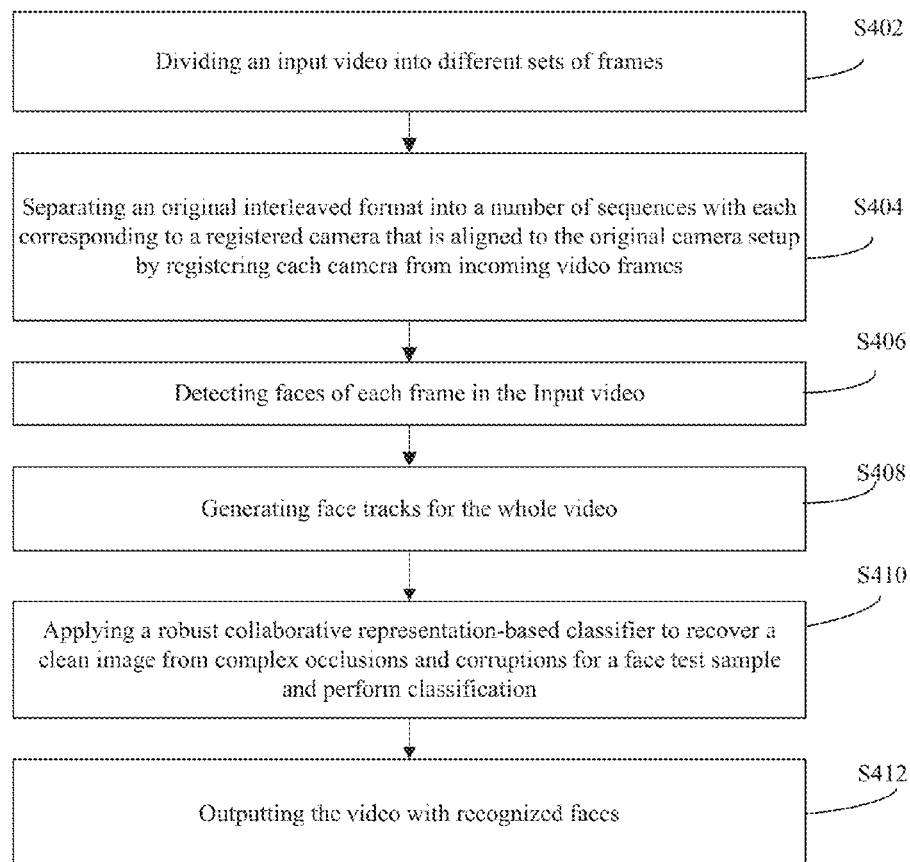 S402
Dividing an input video into different sets of frames
Separating an original interleaved format into a number of sequences with each
S404
corresponding to a registered camera that is aligned to the original camera setup
by registering each camera from incoming video frames
S406
Detecting faces of each frame in the Input video
S408
Generating face tracks for the whole video
S410
Applying a robust collaborative representation-based classifier to recover a
clean image from complex occlusions and corruptions for a face test sample
and perform classification
S412
Outputting the video with recognized faces